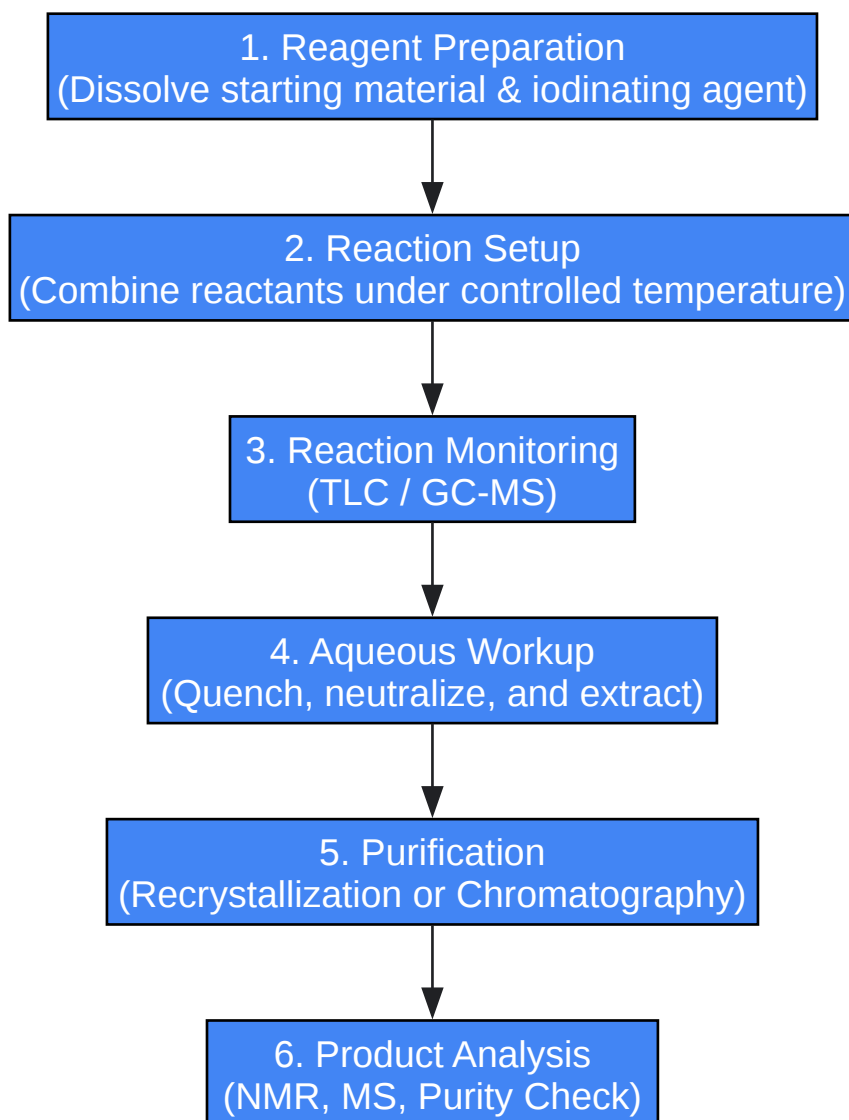 1. Reagent Preparation
(Dissolve starting material & iodinating agent)
2. Reaction Setup
(Combine reactants under controlled temperature)
3. Reaction Monitoring
(TLC / GC-MS)
4. Aqueous Workup
(Quench, neutralize, and extract)
5. Purification
(Recrystallization or Chromatography)
6. Product Analysis
(NMR, MS, Purity Check)